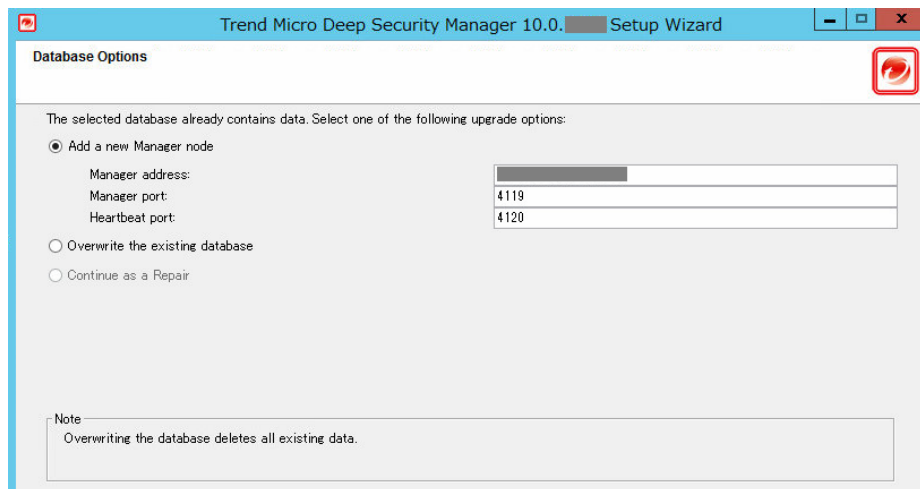 Trend Micro Deep Security Manager 10.0. Setup Wizard
Database Options
The selected database already contains data. Select one of the following upgrade options:
Add a new Manager node
Manager address:
Manager port: 4119
Heartbeat port: 4120
Overwrite the existing database
Continue as a Repair
Note
Overwriting the database deletes all existing data.